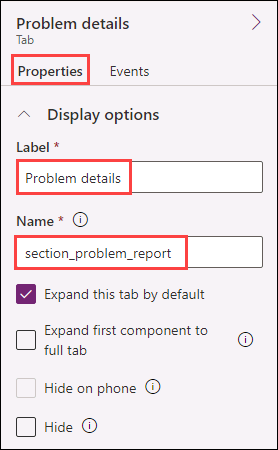 Problem details
Tab
Properties Events
Display options
Label *
Problem details
Name *
section_problem_report
Expand this tab by default
Expand first component to
full tab
Hide on phone
Hide